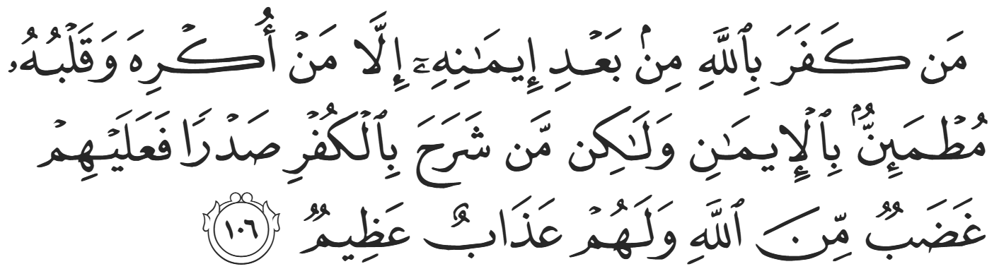 مَن كَفَرَ بِٱللَّهِ مِنۢ بَعۡدِ إِيمَٰنِهِۦٓ إِلَّا مَنۡ أُكۡرِهَ وَقَلۡبُهُۥ
مُطۡمَئِنُّۢ بِٱلۡإِيمَٰنِ وَلَٰكِن مَّن شَرَحَ بِٱلۡكُفۡرِ صَدۡرٗا فَعَلَيۡهِمۡ
غَضَبٞ مِّنَ ٱللَّهِ وَلَهُمۡ عَذَابٌ عَظِيمٞ ١٠٦